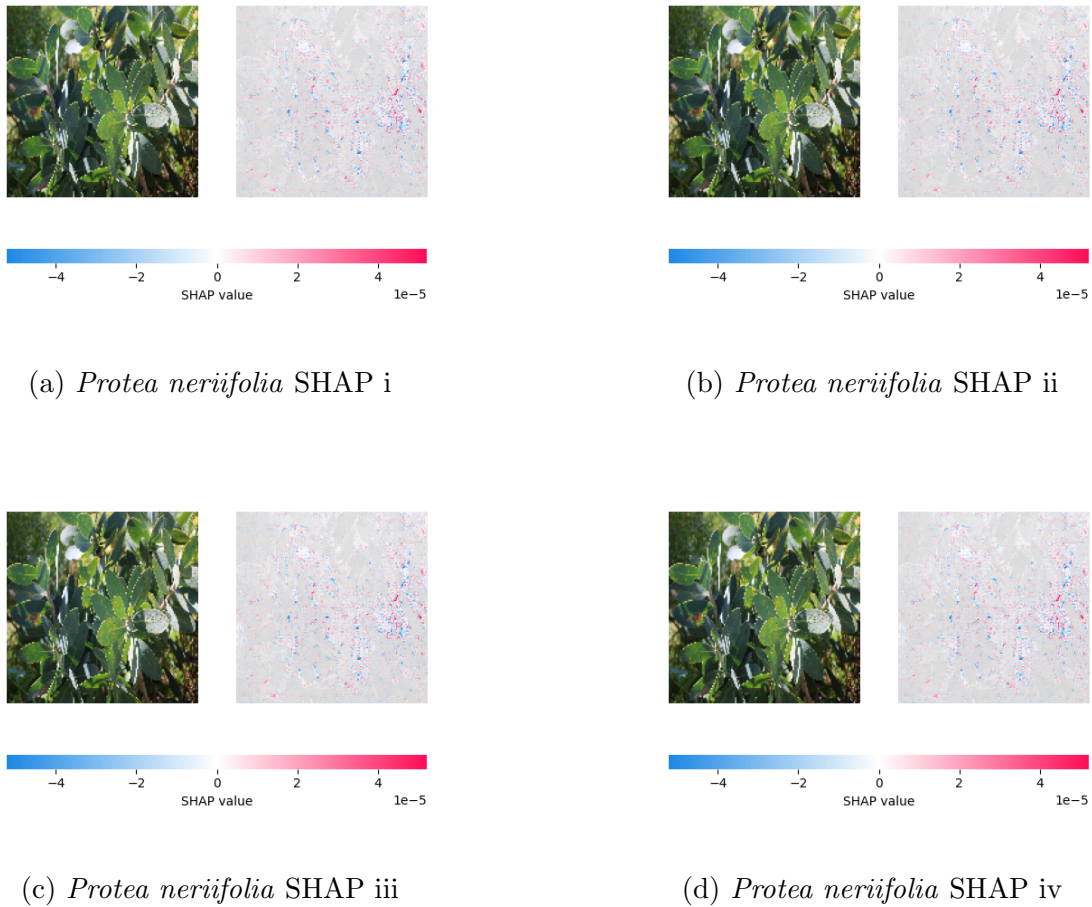 −4 −2 0 2 4
1e−5
SHAP value
−4 −2 0 2 4
1e−5
SHAP value
(a) Protea neriifolia SHAP i
(b) Protea neriifolia SHAP ii
−4 −2 0 2 4
1e−5
SHAP value
−4 −2 0 2 4
1e−5
SHAP value
(c) Protea neriifolia SHAP iii
(d) Protea neriifolia SHAP iv